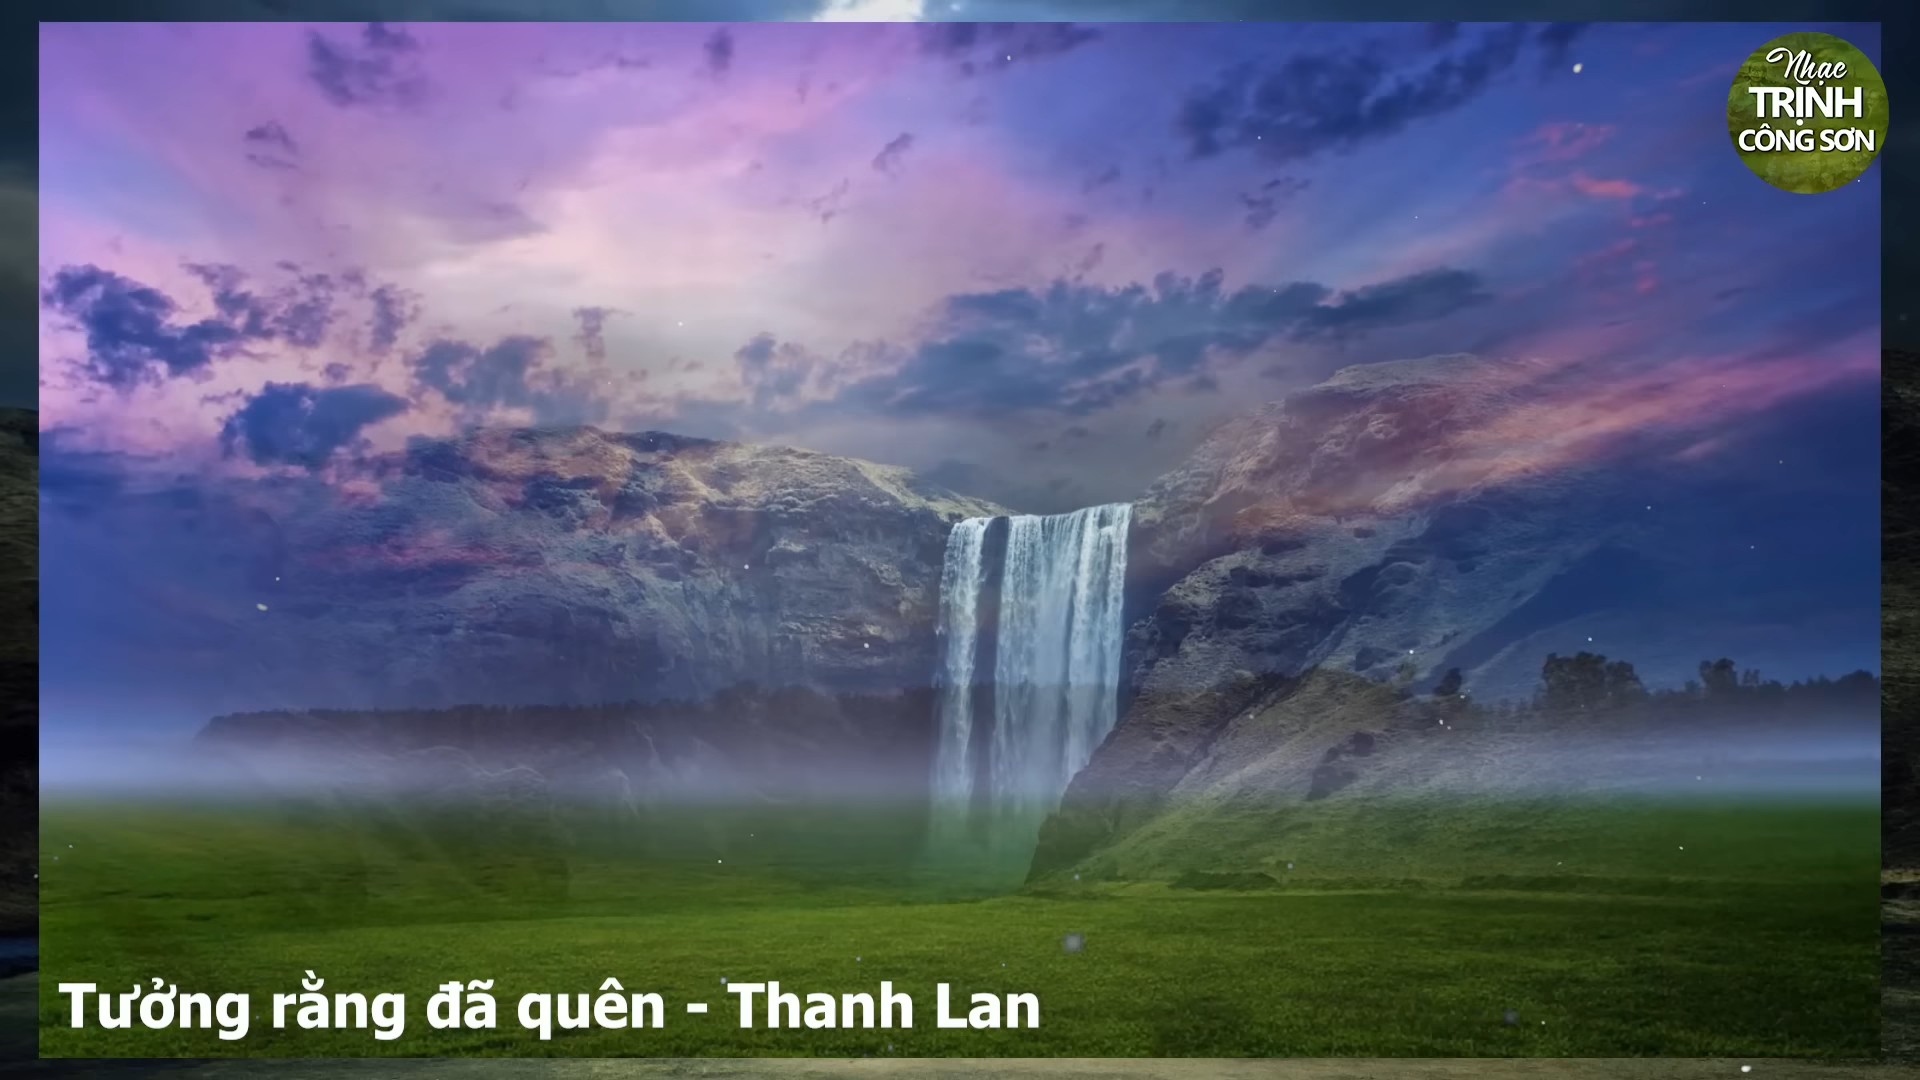 Nhạc
TRỊNH
CÔNG SƠN
Tưởng rằng đã quên - Thanh Lan